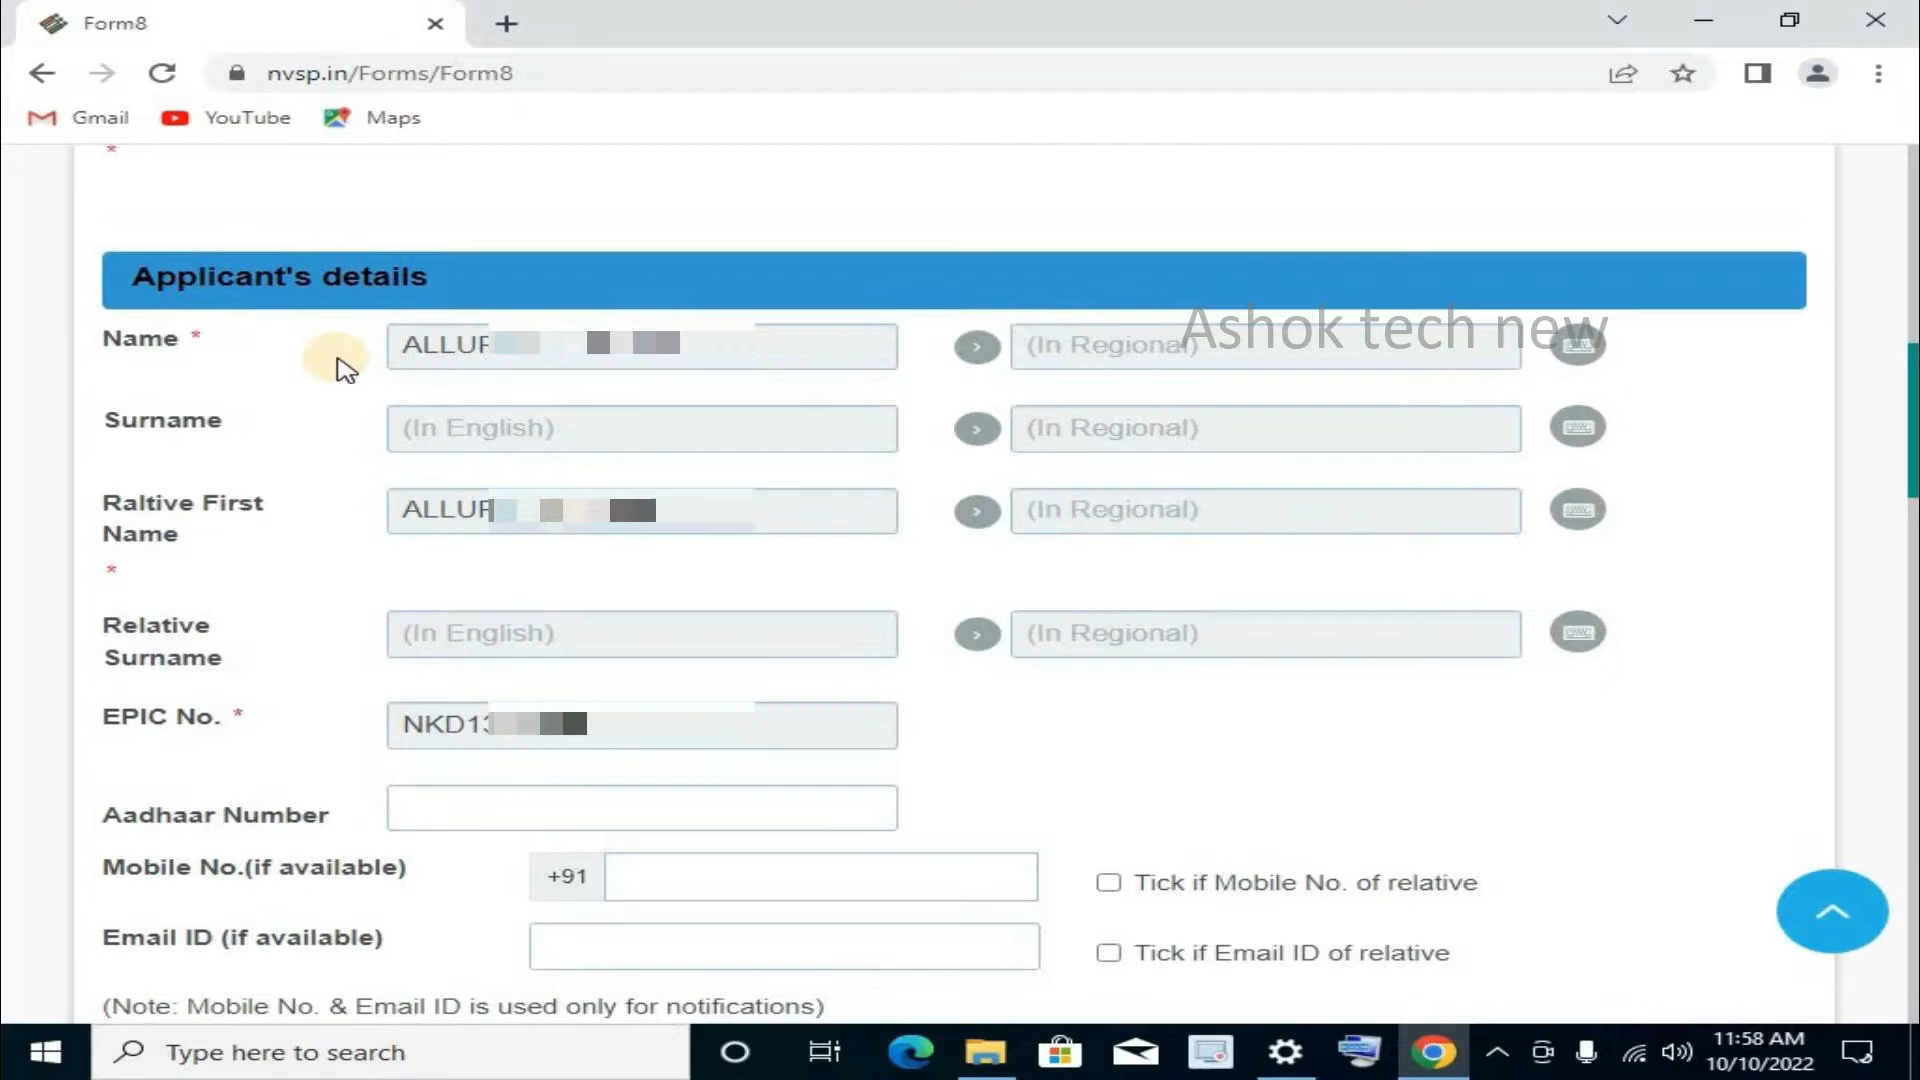 Form8
nvsp.in/Forms/Form8
Gmail YouTube Maps
*
Applicant's details
Name * (In Regional)
Ashok tech new
Surname (In English) (In Regional)
Raltive First (In Regional)
Name
*
Relative (In English) (In Regional)
Surname
EPIC No. *
Aadhaar Number
Mobile No.(if available) +91 Tick if Mobile No. of relative
Email ID (if available) Tick if Email ID of relative
(Note: Mobile No. & Email ID is used only for notifications)
Type here to search
11:58 AM
10/10/2022